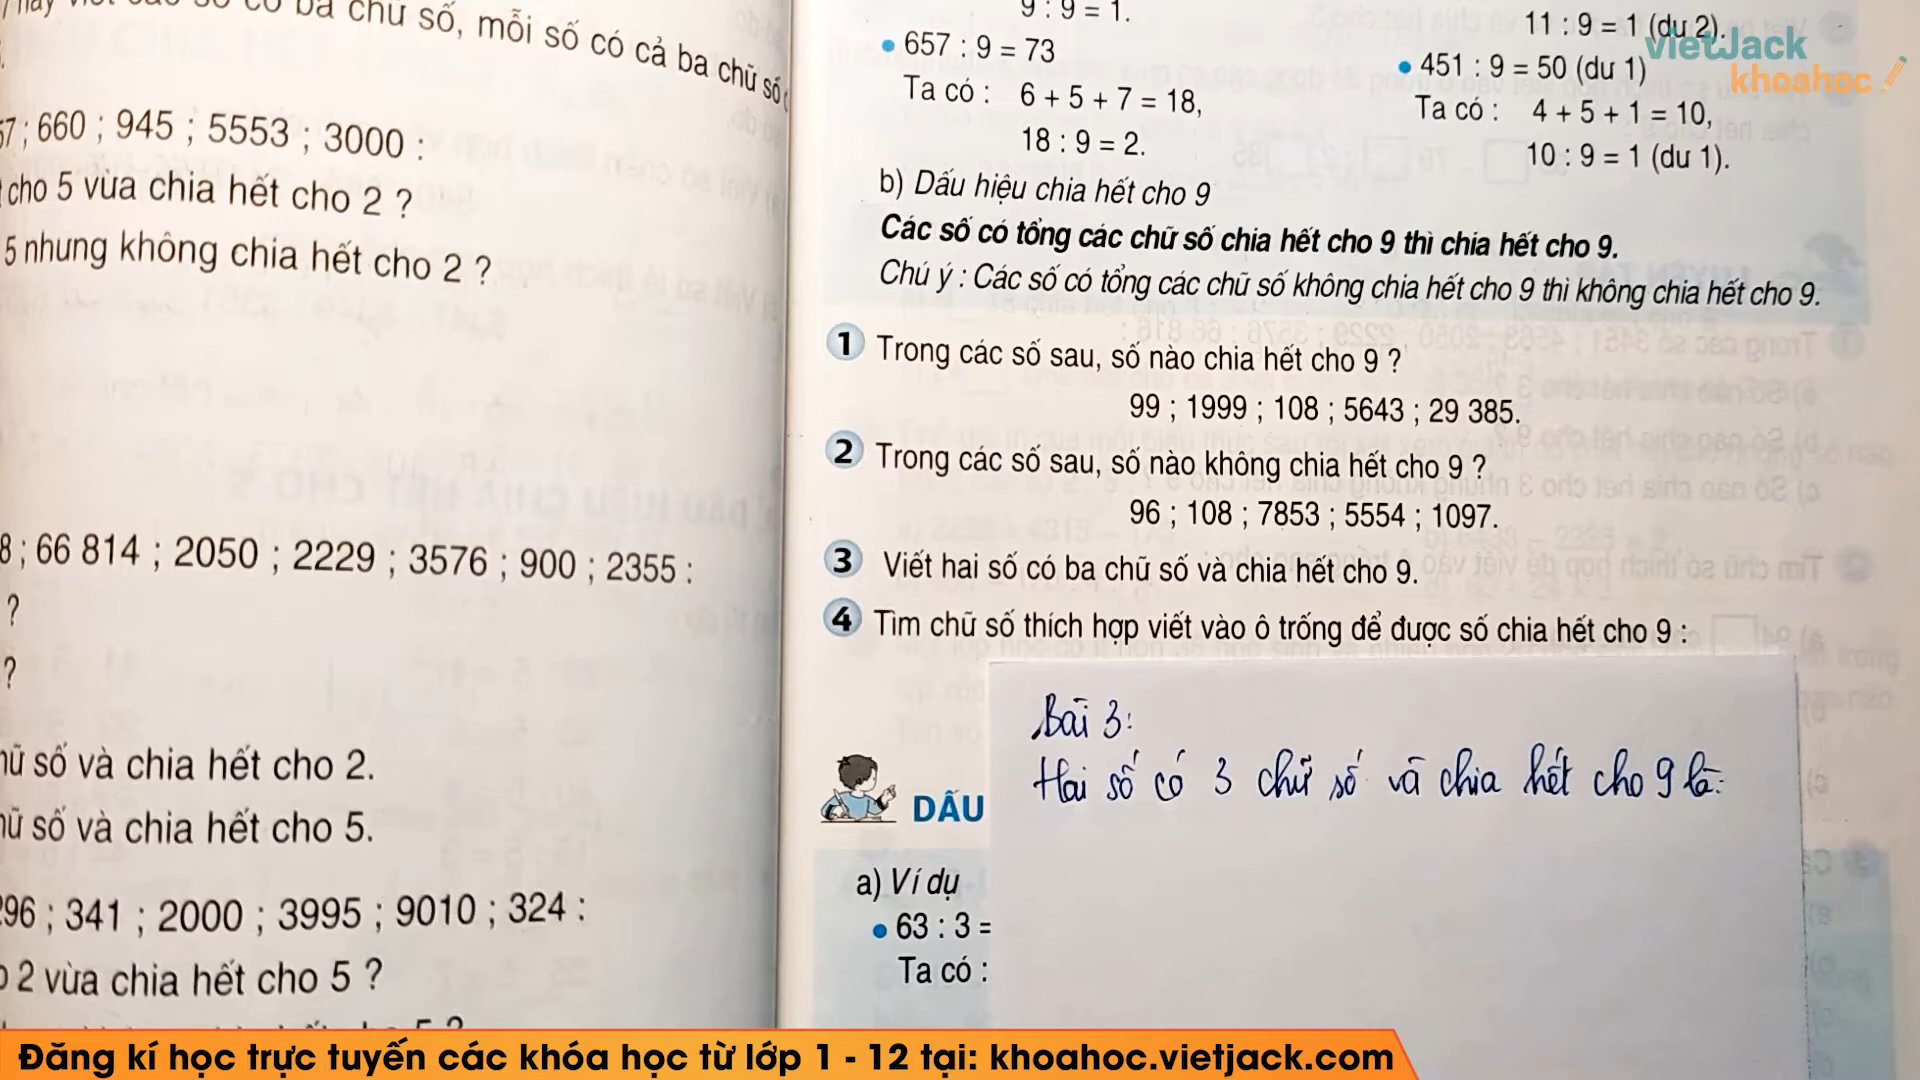 hãy viết các số có ba chữ số, mỗi số có cả ba chữ số
57 ; 660 ; 945 ; 5553 ; 3000 :
cho 5 vừa chia hết cho 2 ?
5 nhưng không chia hết cho 2 ?
8 ; 66 814 ; 2050 ; 2229 ; 3576 ; 900 ; 2355 :
?
?
số và chia hết cho 2.
số và chia hết cho 5.
296 ; 341 ; 2000 ; 3995 ; 9010 ; 324 :
2 vừa chia hết cho 5 ?
9 : 9 = 1.
• 657 : 9 = 73
Ta có : 6 + 5 + 7 = 18,
18 : 9 = 2.
11 : 9 = 1 (dư 2).
• 451 : 9 = 50 (dư 1)
Ta có : 4 + 5 + 1 = 10,
10 : 9 = 1 (dư 1).
vietJack
khoahoc
b) Dấu hiệu chia hết cho 9
Các số có tổng các chữ số chia hết cho 9 thì chia hết cho 9.
Chú ý : Các số có tổng các chữ số không chia hết cho 9 thì không chia hết cho 9.
1 Trong các số sau, số nào chia hết cho 9 ?
99 ; 1999 ; 108 ; 5643 ; 29 385.
2 Trong các số sau, số nào không chia hết cho 9 ?
96 ; 108 ; 7853 ; 5554 ; 1097.
3 Viết hai số có ba chữ số và chia hết cho 9.
4 Tìm chữ số thích hợp viết vào ô trống để được số chia hết cho 9 :
Bài 3:
Hai số có 3 chữ số và chia hết cho 9 là:
DẤU
a) Ví dụ
• 63 : 3 =
Ta có :
Đăng kí học trực tuyến các khóa học từ lớp 1 - 12 tại: khoahoc.vietjack.com